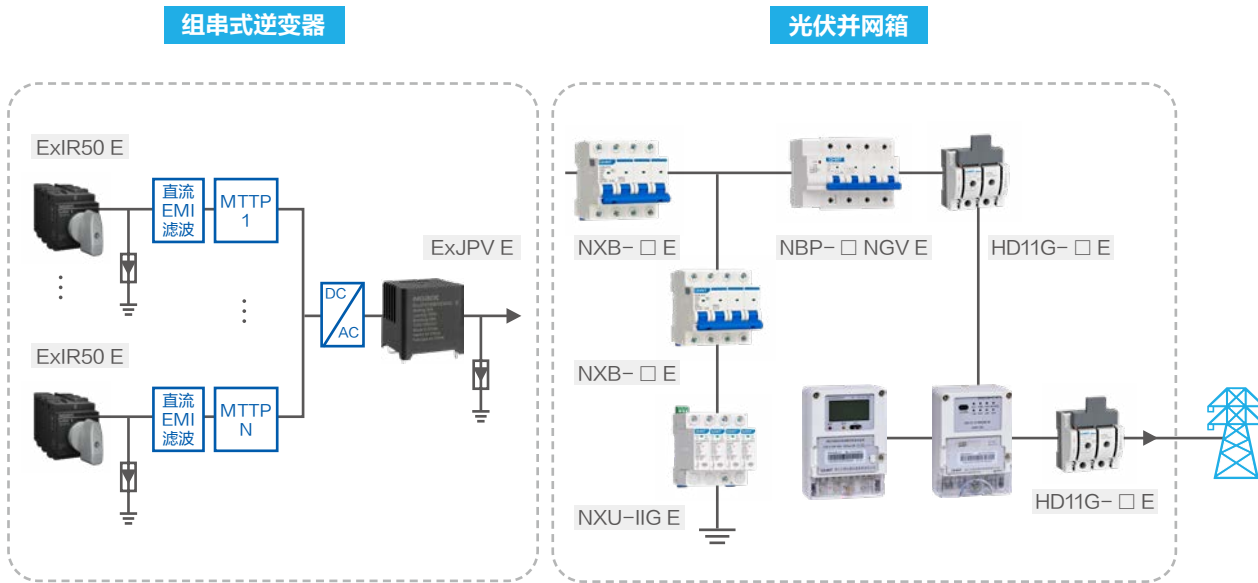 组串式逆变器
光伏并网箱
ExIR50 E
直流
EMI
滤波
MTTP
1
ExJPV E
DC
AC
ExIR50 E
直流
EMI
滤波
MTTP
N
NXB-□ E
NBP-□ NGV E
HD11G-□ E
NXB-□ E
NXU-IIG E
HD11G-□ E